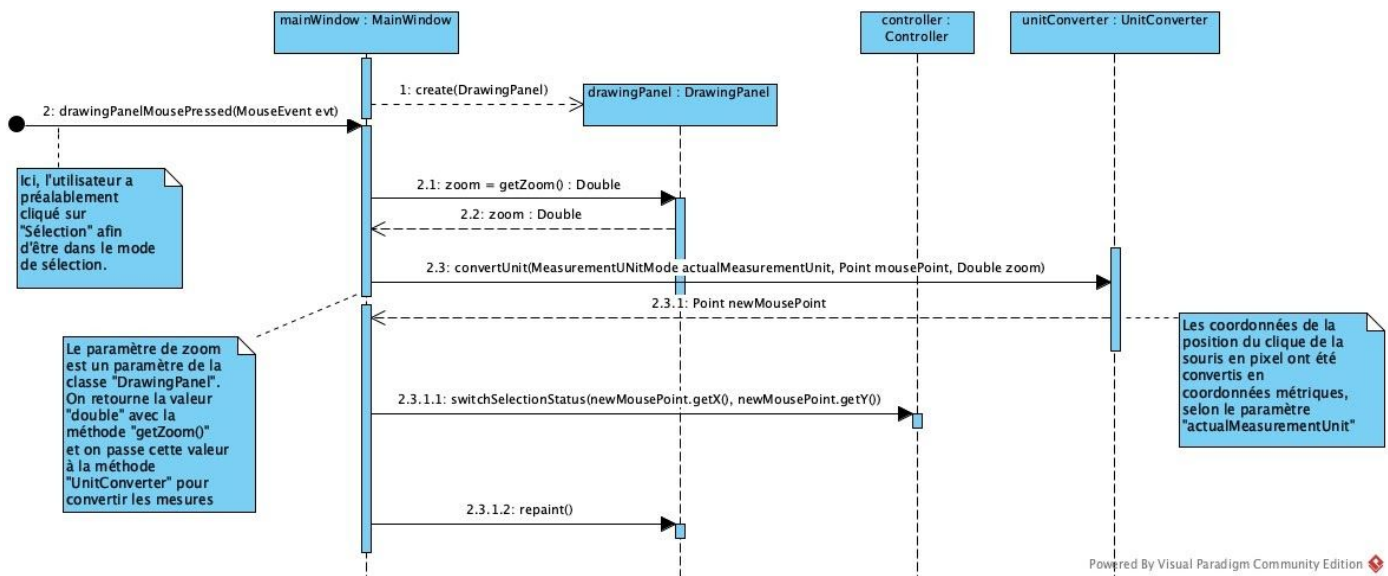 mainWindow : MainWindow
controller :
Controller
unitConverter : UnitConverter
1: create(DrawingPanel)
drawingPanel : DrawingPanel
2: drawingPanelMousePressed(MouseEvent evt)
Ici, l'utilisateur a
préalablement
cliqué sur
"Sélection" afin
d'être dans le mode
de sélection.
2.1: zoom = getZoom() : Double
2.2: zoom : Double
2.3: convertUnit(MeasurementUNitMode actualMeasurementUnit, Point mousePoint, Double zoom)
2.3.1: Point newMousePoint
Les coordonnées de la
position du clique de la
souris en pixel ont été
convertis en
coordonnées métriques,
selon le paramètre
"actualMeasurementUnit"
Le paramètre de zoom
est un paramètre de la
classe "DrawingPanel".
On retourne la valeur
"double" avec la
méthode "getZoom()"
et on passe cette valeur
à la méthode
"UnitConverter" pour
convertir les mesures
2.3.1.1: switchSelectionStatus(newMousePoint.getX(), newMousePoint.getY())
2.3.1.2: repaint()
Powered By Visual Paradigm Community Edition